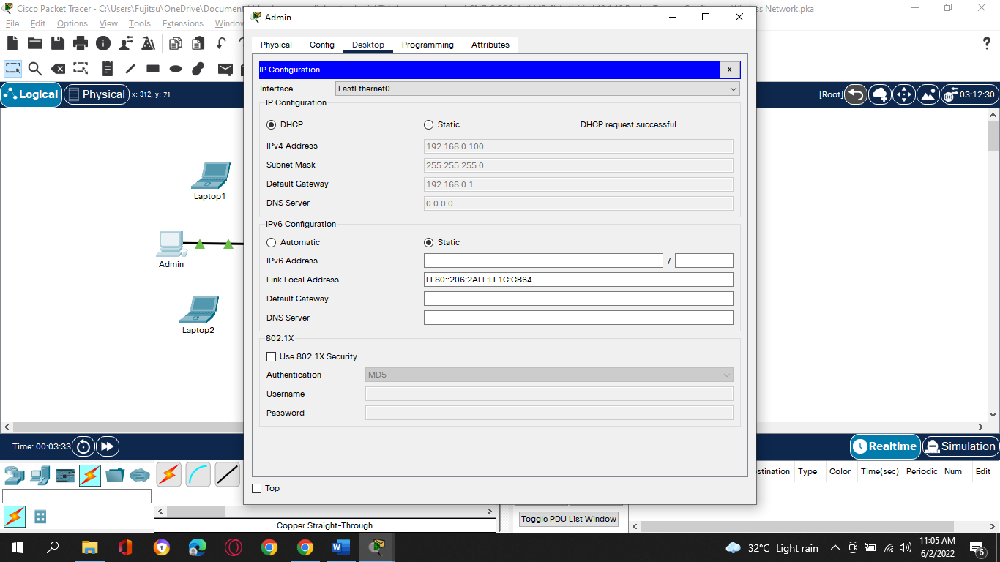 Cisco Packet Tracer - C:\Users\Fujitsu\OneDrive\Document
s Network.pka
Admin
File Edit Options View Tools Extensions Window
Physical Config Desktop Programming Attributes
IP Configuration X
Interface FastEthernet0
Logical Physical x: 312, y: 71
[Root] 03:12:30
IP Configuration
DHCP Static DHCP request successful.
IPv4 Address 192.168.0.100
Subnet Mask 255.255.255.0
Default Gateway 192.168.0.1
DNS Server 0.0.0.0
Laptop1
Admin
Laptop2
IPv6 Configuration
Automatic Static
IPv6 Address /
Link Local Address FE80::206:2AFF:FE1C:CB64
Default Gateway
DNS Server
802.1X
Use 802.1X Security
Authentication MD5
Username
Password
Time: 00:03:33
Realtime Simulation
stination Type Color Time(sec) Periodic Num Edit
Top
Toggle PDU List Window
Copper Straight-Through
32°C Light rain
11:05 AM
6/2/2022
6